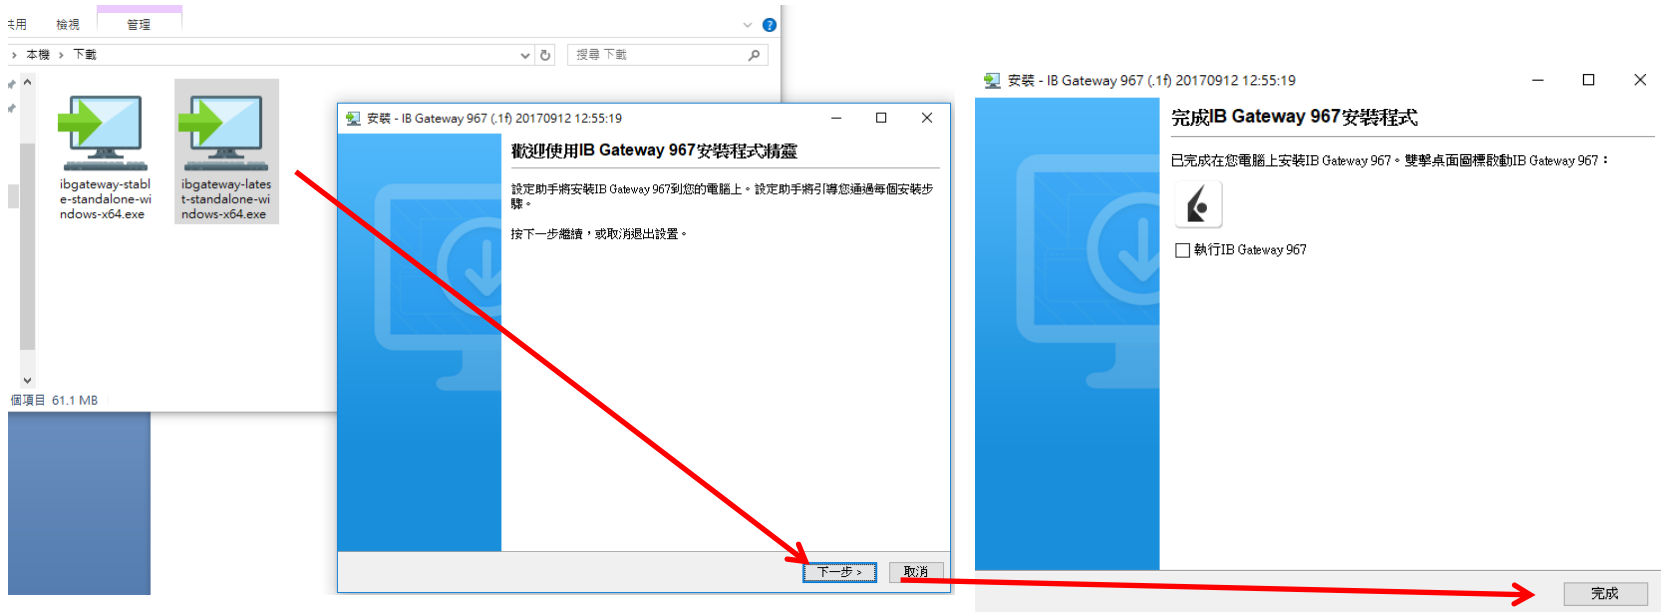 共用 檢視 管理
本機 › 下載
搜尋 下載
ibgateway-stabl
e-standalone-wi
ndows-x64.exe
ibgateway-lates
t-standalone-wi
ndows-x64.exe
個項目 61.1 MB
安裝 - IB Gateway 967 (.1f) 20170912 12:55:19
歡迎使用IB Gateway 967安裝程式精靈
設定助手將安裝IB Gateway 967到您的電腦上。設定助手將引導您通過每個安裝步
驟。
按下一步繼續，或取消退出設置。
下一步 >
取消
安裝 - IB Gateway 967 (.1f) 20170912 12:55:19
完成IB Gateway 967安裝程式
已完成在您電腦上安裝IB Gateway 967。雙擊桌面圖標啟動IB Gateway 967：
執行IB Gateway 967
完成